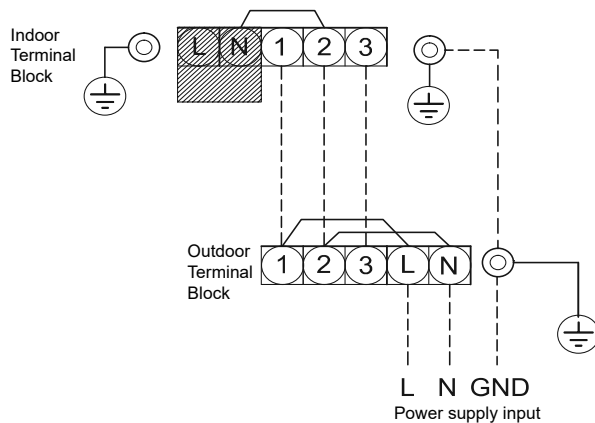 Indoor
Terminal
Block
L N 1 2 3
Outdoor
Terminal
Block
1 2 3 L N
L N GND
Power supply input